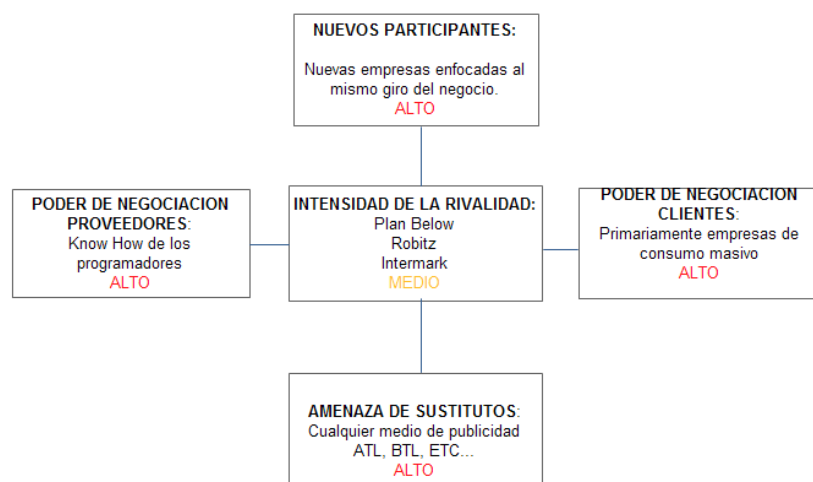 NUEVOS PARTICIPANTES:
Nuevas empresas enfocadas al
mismo giro del negocio.
ALTO
PODER DE NEGOCIACION
PROVEEDORES:
Know How de los
programadores
ALTO
INTENSIDAD DE LA RIVALIDAD:
Plan Below
Robitz
Intermark
MEDIO
PODER DE NEGOCIACION
CLIENTES:
Primariamente empresas de
consumo masivo
ALTO
AMENAZA DE SUSTITUTOS:
Cualquier medio de publicidad
ATL, BTL, ETC...
ALTO